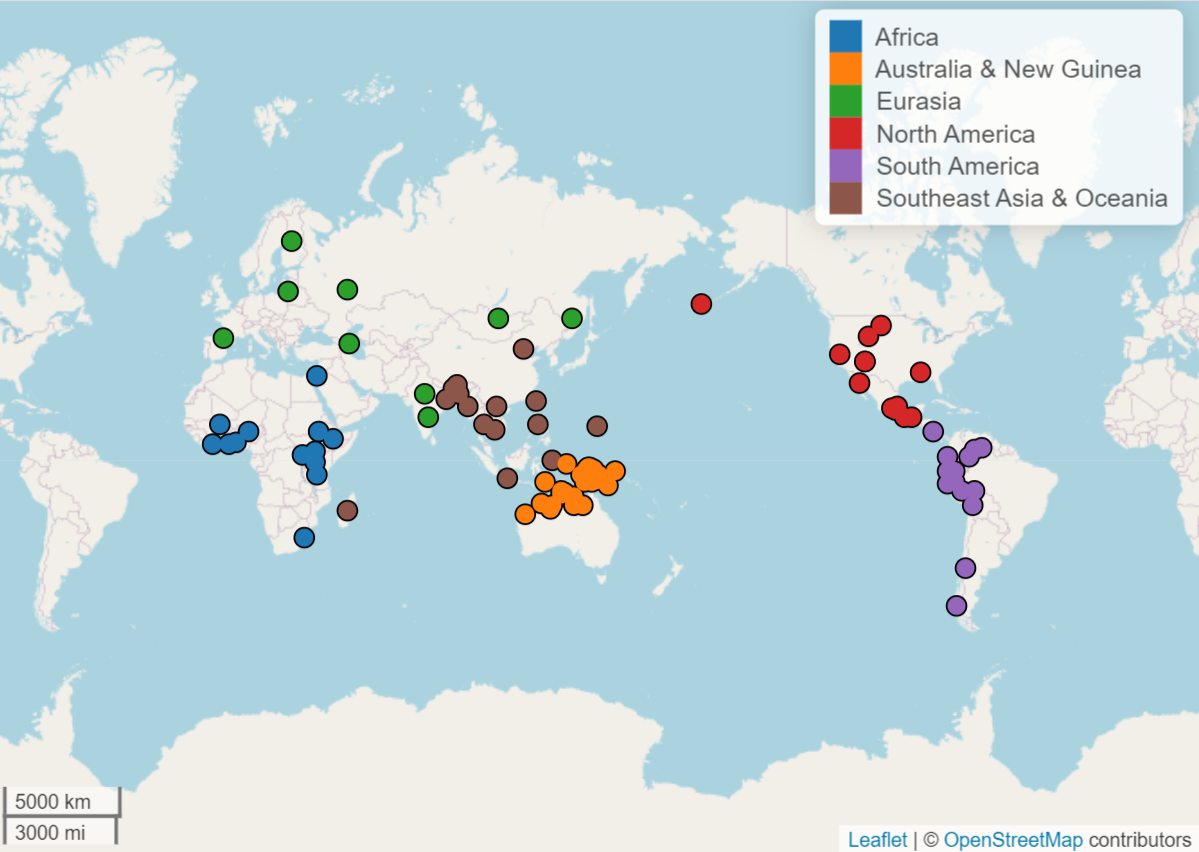 Africa
Australia & New Guinea
Eurasia
North America
South America
Southeast Asia & Oceania
5000 km
3000 mi
Leaflet | © OpenStreetMap contributors